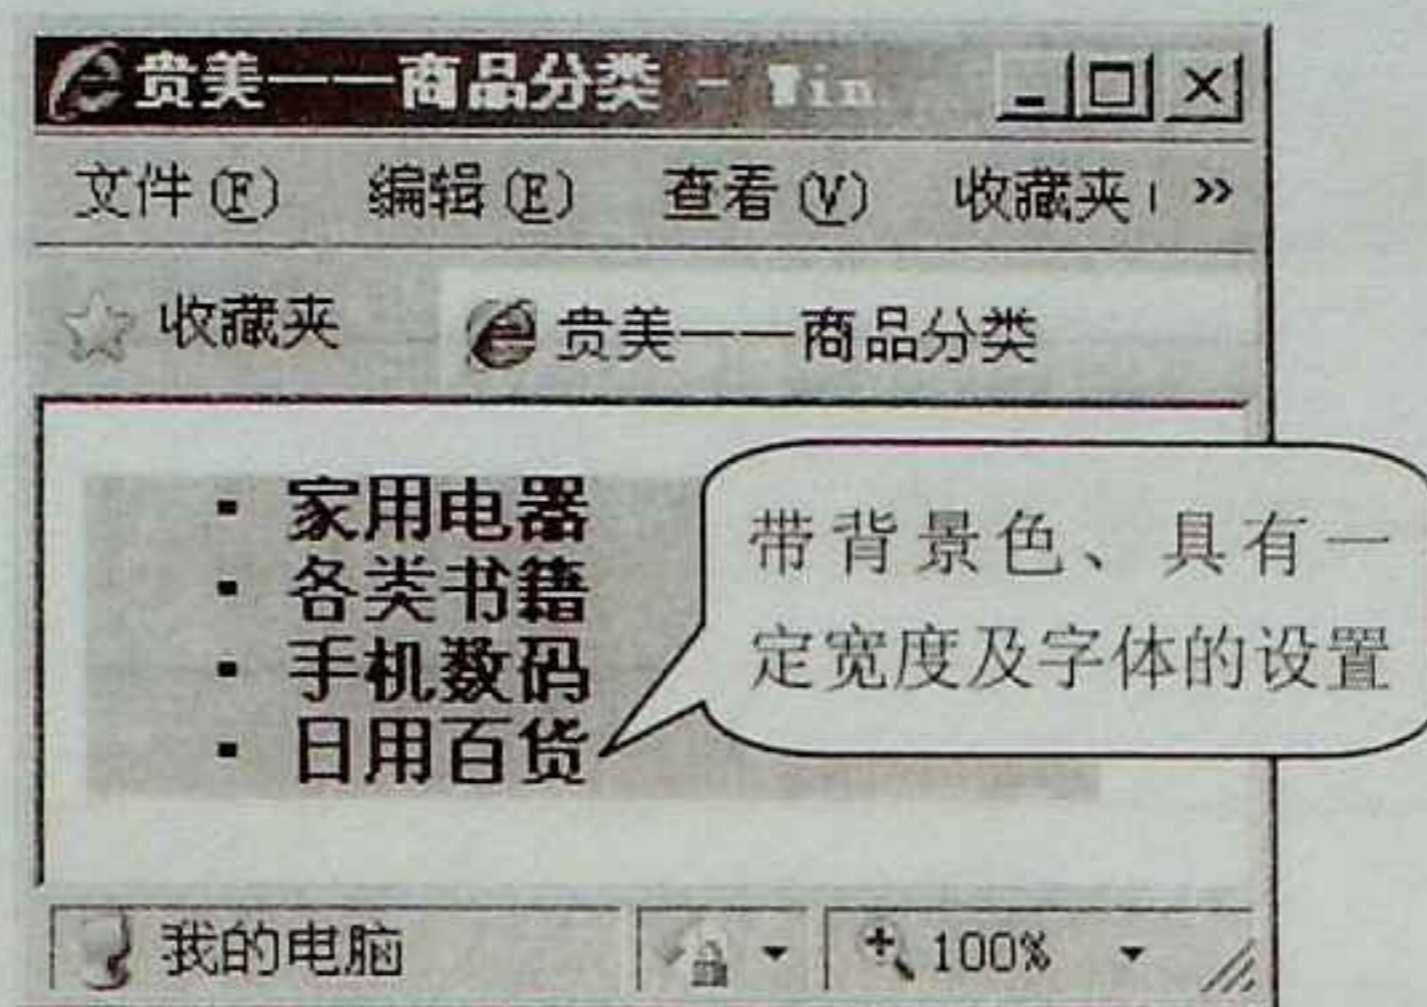 贵美——商品分类 - Win
文件(F) 编辑(E) 查看(V) 收藏夹 »
收藏夹 贵美——商品分类
▪ 家用电器
▪ 各类书籍
▪ 手机数码
▪ 日用百货
带背景色、具有一
定宽度及字体的设置
我的电脑 100%